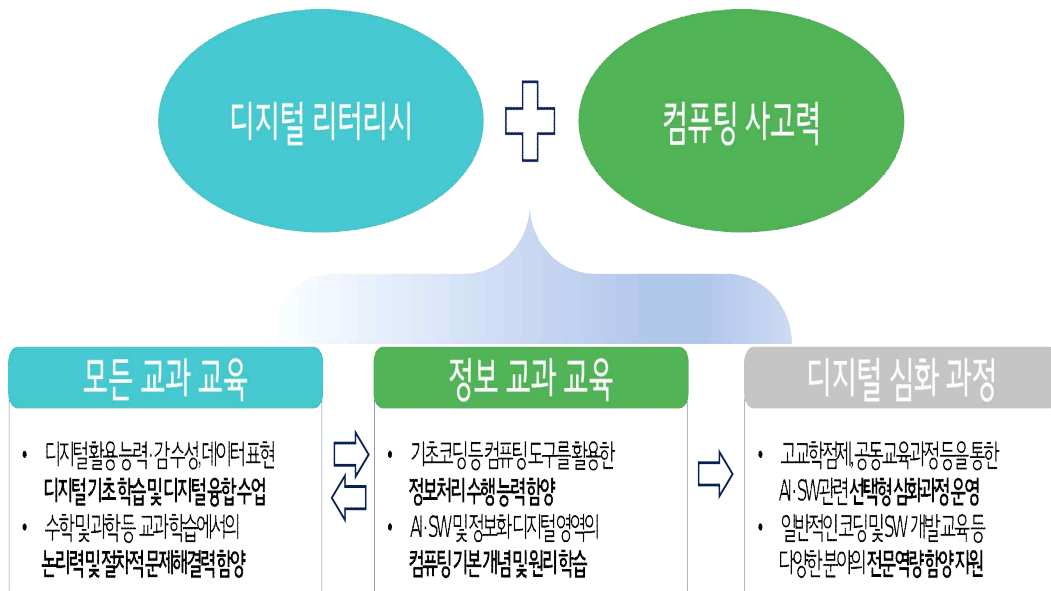 디지털 리터리시
컴퓨팅 사고력
모든 교과 교육
• 디지털 활용 능력·감수성, 데이터 표현
디지털 기초 학습 및 디지털 융합 수업
• 수학 및 과학 등 교과 학습에서의
논리력 및 절차적 문제해결력 함양
정보 교과 교육
• 기초코딩 등 컴퓨팅 도구를 활용한
정보처리 수행 능력 함양
• AI·SW 및 정보화 디지털 영역의
컴퓨팅 기본 개념 및 원리 학습
디지털 심화 과정
• 고교학점제, 공동교육과정 등을 통한
AI·SW관련 선택형 심화과정 운영
• 일반적인 코딩 및 SW 개발 교육 등
다양한 분야의 전문역량 함양 지원